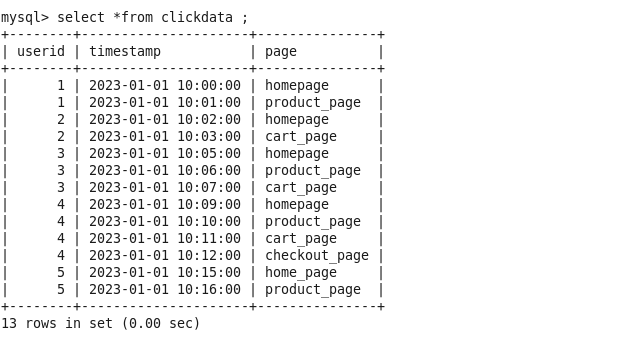 mysql> select *from clickdata ;
+--------+---------------------+---------------+
| userid | timestamp           | page          |
+--------+---------------------+---------------+
|      1 | 2023-01-01 10:00:00 | homepage      |
|      1 | 2023-01-01 10:01:00 | product_page  |
|      2 | 2023-01-01 10:02:00 | homepage      |
|      2 | 2023-01-01 10:03:00 | cart_page     |
|      3 | 2023-01-01 10:05:00 | homepage      |
|      3 | 2023-01-01 10:06:00 | product_page  |
|      3 | 2023-01-01 10:07:00 | cart_page     |
|      4 | 2023-01-01 10:09:00 | homepage      |
|      4 | 2023-01-01 10:10:00 | product_page  |
|      4 | 2023-01-01 10:11:00 | cart_page     |
|      4 | 2023-01-01 10:12:00 | checkout_page |
|      5 | 2023-01-01 10:15:00 | home_page     |
|      5 | 2023-01-01 10:16:00 | product_page  |
+--------+---------------------+---------------+
13 rows in set (0.00 sec)